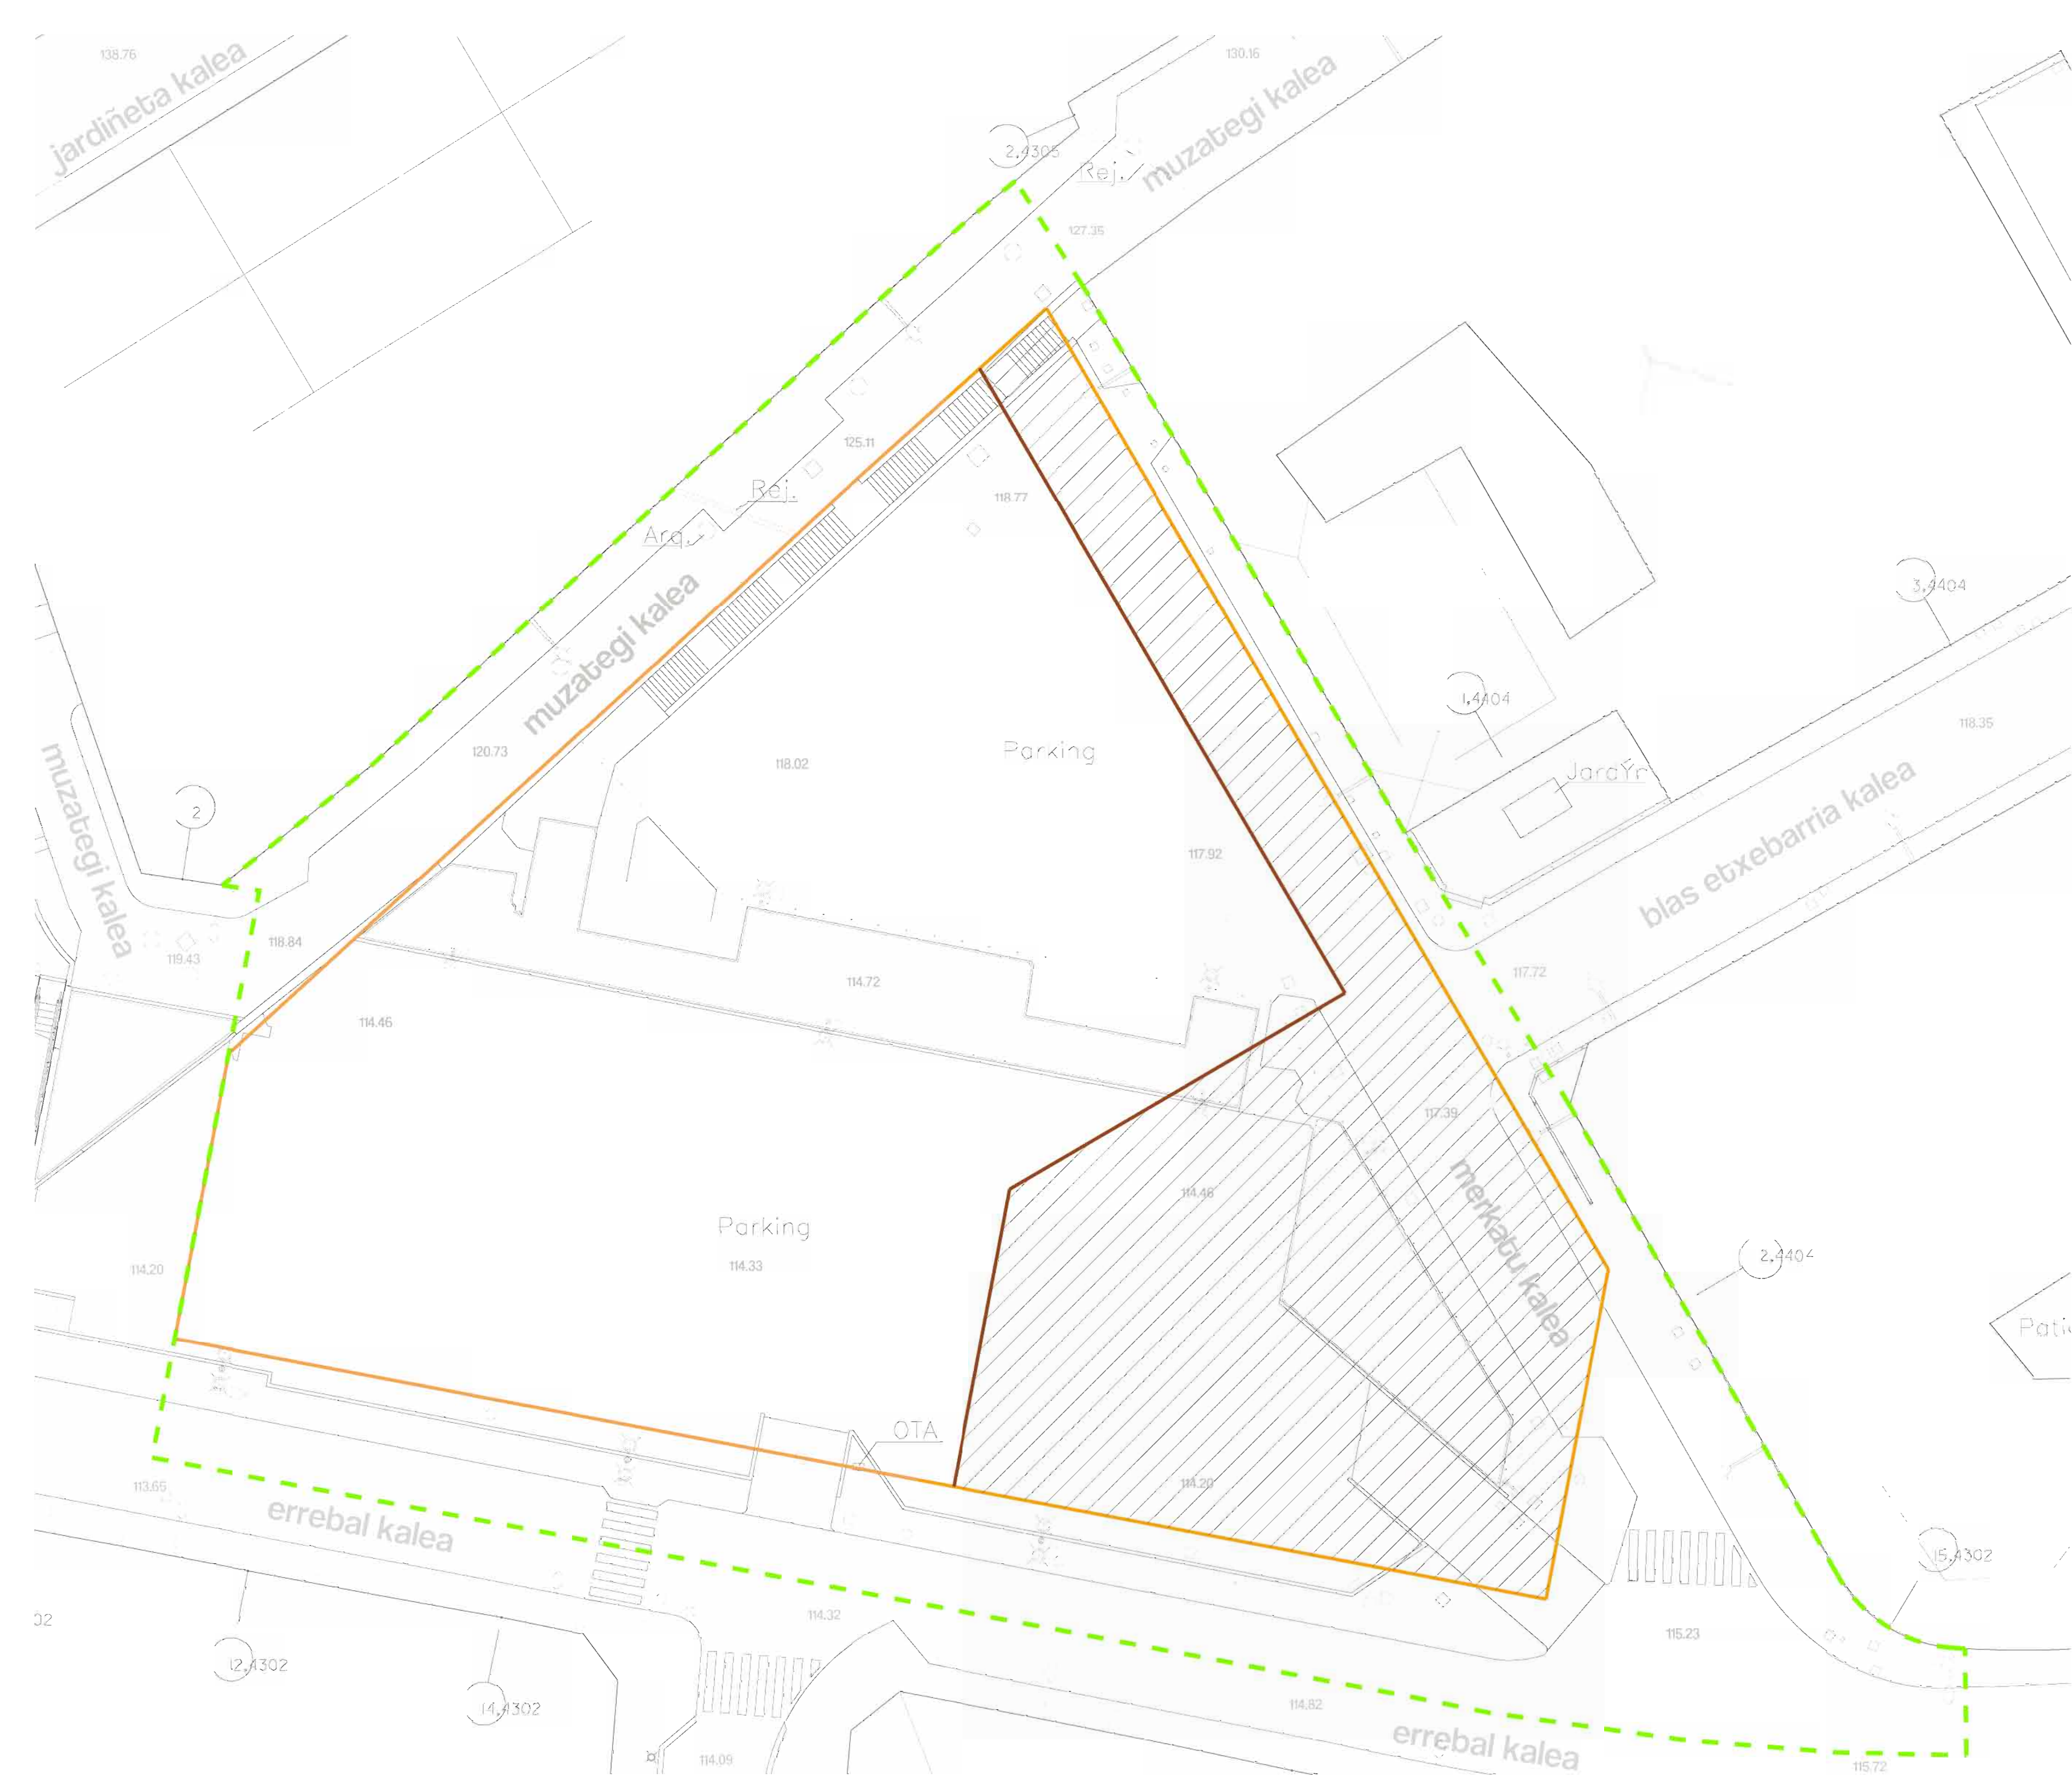 138.76
130.16
jardiñeta kalea
muzategi kalea
2,4305
Rej.
127.35
125.11
Rej.
118.77
Arq.
3,4404
muzategi kalea
1,4404
118.35
120.73
Parking
118.02
muzategi kalea
2
blas etxebarria kalea
117.92
118.84
119.43
117.72
114.72
114.46
117.39
114.46
merkatu kalea
Parking
2,4404
114.20
114.33
OTA
114.20
113.65
errebal kalea
15,4302
02
114.32
115.23
12,4302
14,4302
114.82
errebal kalea
114.09
115.72